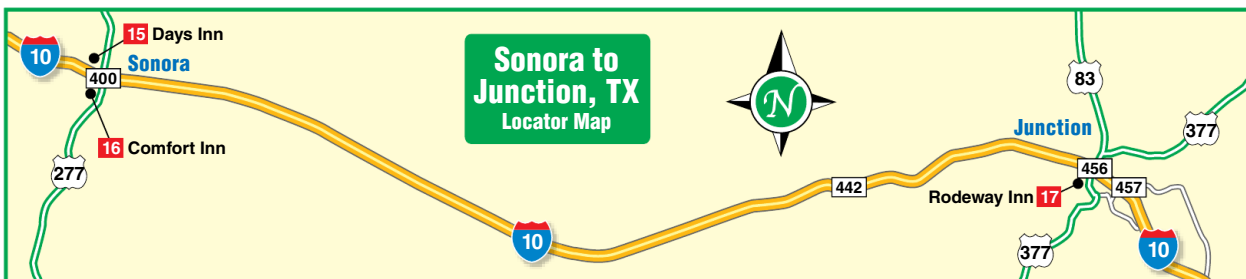 15 Days Inn
10
Sonora
400
16 Comfort Inn
277
Sonora to
Junction, TX
Locator Map
N
10
442
83
Junction
377
456
457
Rodeway Inn 17
377
10